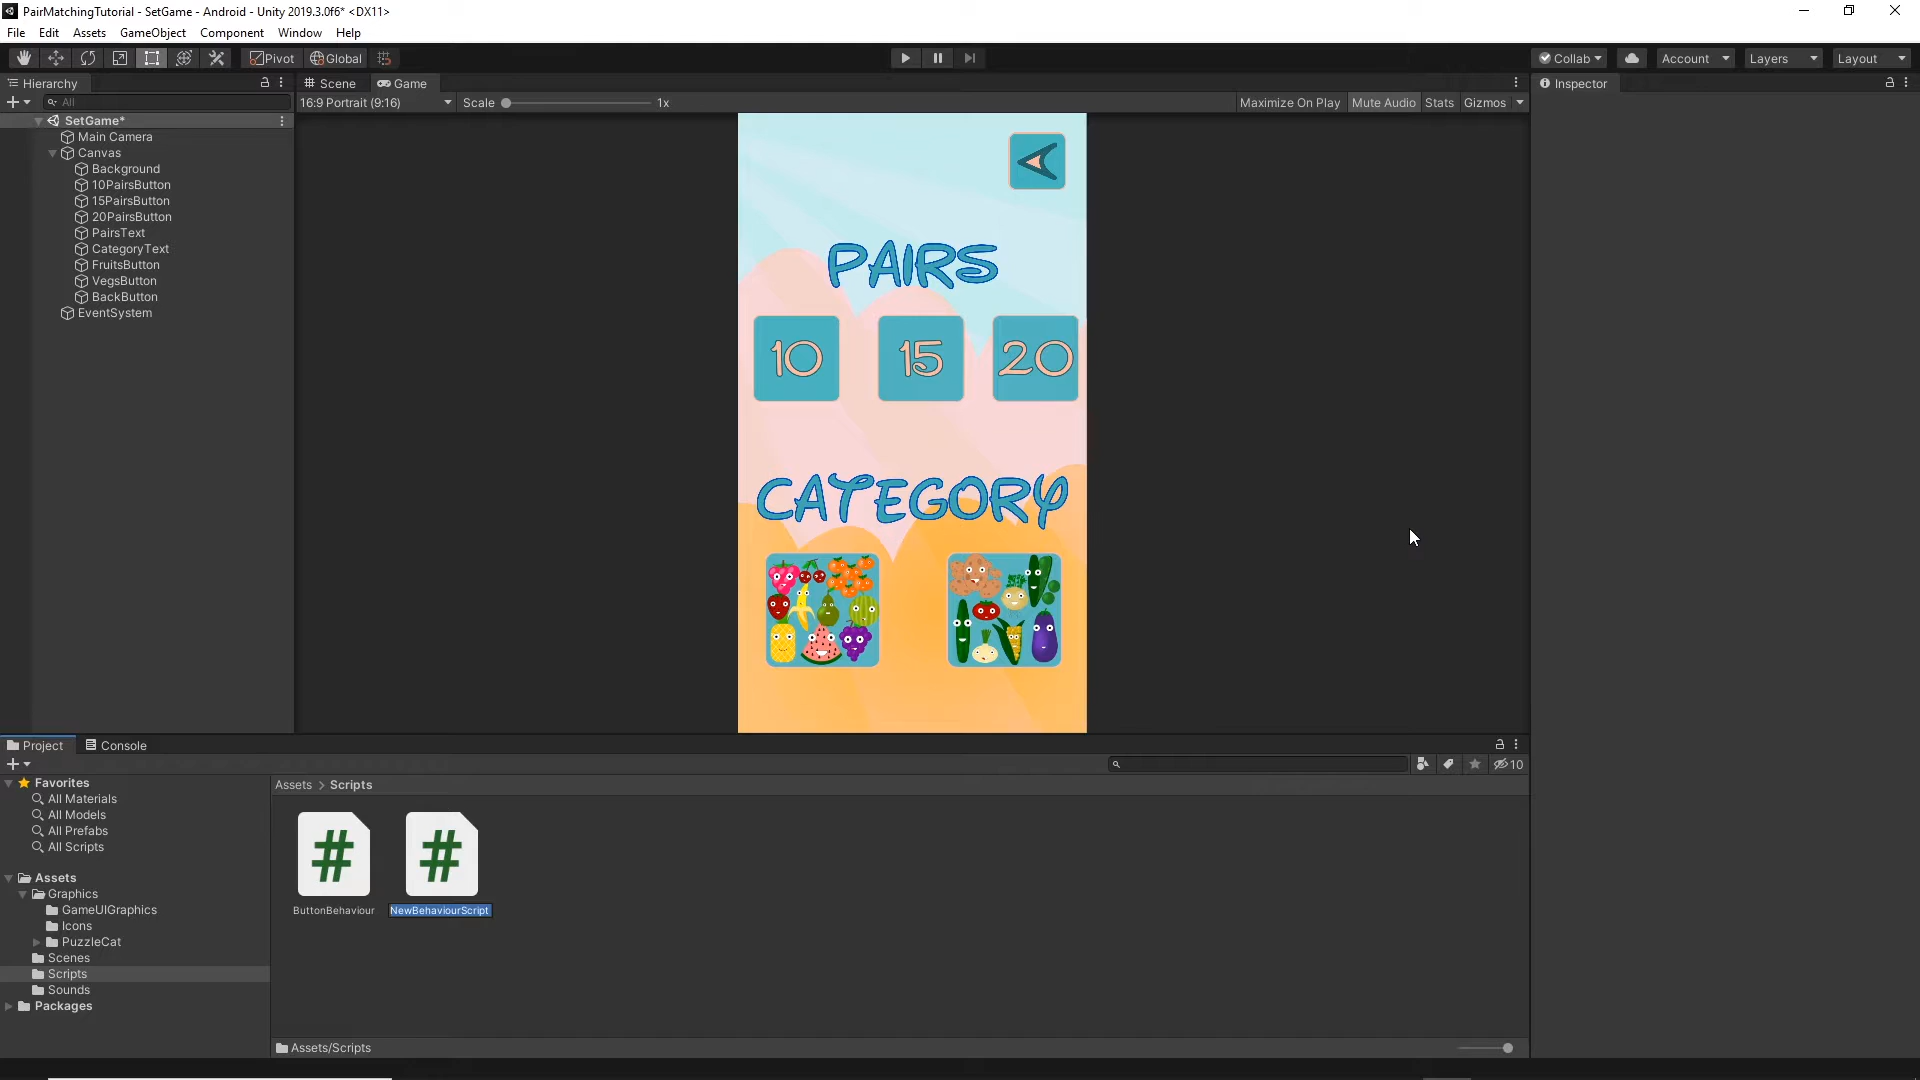 PairMatchingTutorial - SetGame - Android - Unity 2019.3.0f6* <DX11>
File Edit Assets GameObject Component Window Help
Pivot Global
Collab Account Layers Layout
Hierarchy
Scene Game
Inspector
All
16:9 Portrait (9:16) Scale 1x
Maximize On Play Mute Audio Stats Gizmos
SetGame*
Main Camera
Canvas
Background
10PairsButton
15PairsButton
20PairsButton
PairsText
CategoryText
FruitsButton
VegsButton
BackButton
EventSystem
PAIRS
10 15 20
CATEGORY
Project Console
10
Favorites
All Materials
All Models
All Prefabs
All Scripts
Assets
Graphics
GameUIGraphics
Icons
PuzzleCat
Scenes
Scripts
Sounds
Packages
Assets > Scripts
ButtonBehaviour NewBehaviourScript
Assets/Scripts